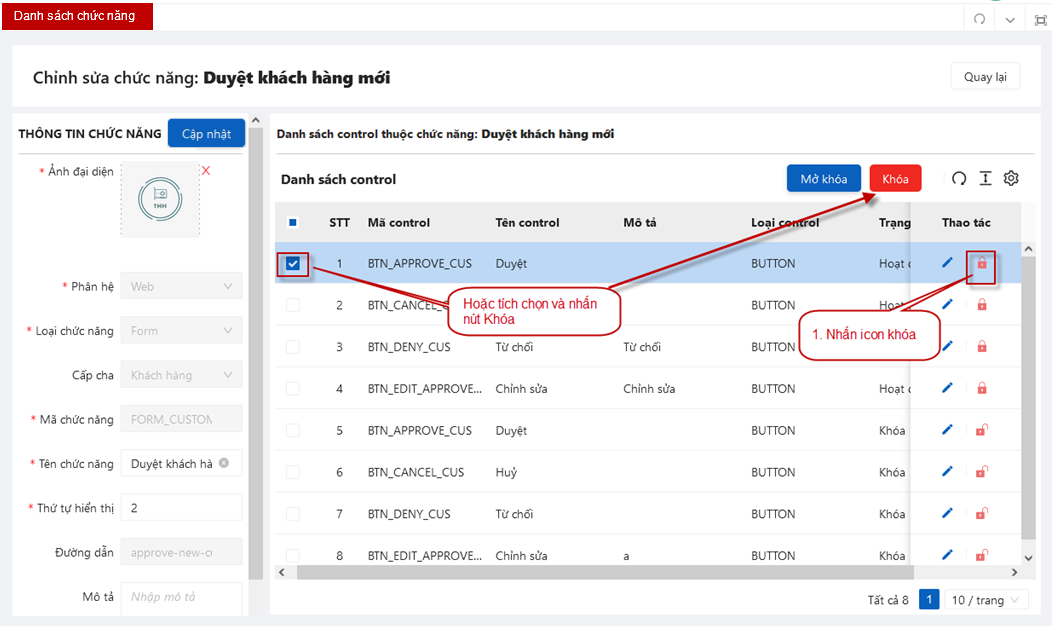 Danh sách chức năng
Chỉnh sửa chức năng: Duyệt khách hàng mới
Quay lại
THÔNG TIN CHỨC NĂNG
Cập nhật
* Ảnh đại diện
TMH
X
* Phân hệ
Web
* Loại chức năng
Form
Cấp cha
Khách hàng
* Mã chức năng
FORM_CUSTOM
* Tên chức năng
Duyệt khách hà
* Thứ tự hiển thị
2
Đường dẫn
approve-new-cu
Mô tả
Nhập mô tả
Danh sách control thuộc chức năng: Duyệt khách hàng mới
Danh sách control
Mở khóa
Khóa
STT Mã control Tên control Mô tả Loại control Trạng Thao tác
1 BTN_APPROVE_CUS Duyệt BUTTON Hoạt
2 BTN_CANCEL_ BUTTON Hoạt
3 BTN_DENY_CUS Từ chối Từ chối BUTTON
4 BTN_EDIT_APPROVE... Chỉnh sửa Chỉnh sửa BUTTON Hoạt
5 BTN_APPROVE_CUS Duyệt BUTTON Khóa
6 BTN_CANCEL_CUS Huỷ BUTTON Khóa
7 BTN_DENY_CUS Từ chối BUTTON Khóa
8 BTN_EDIT_APPROVE... Chỉnh sửa a BUTTON Khóa
Hoặc tích chọn và nhấn
nút Khóa
1. Nhấn icon khóa
Tất cả 8
1
10 / trang